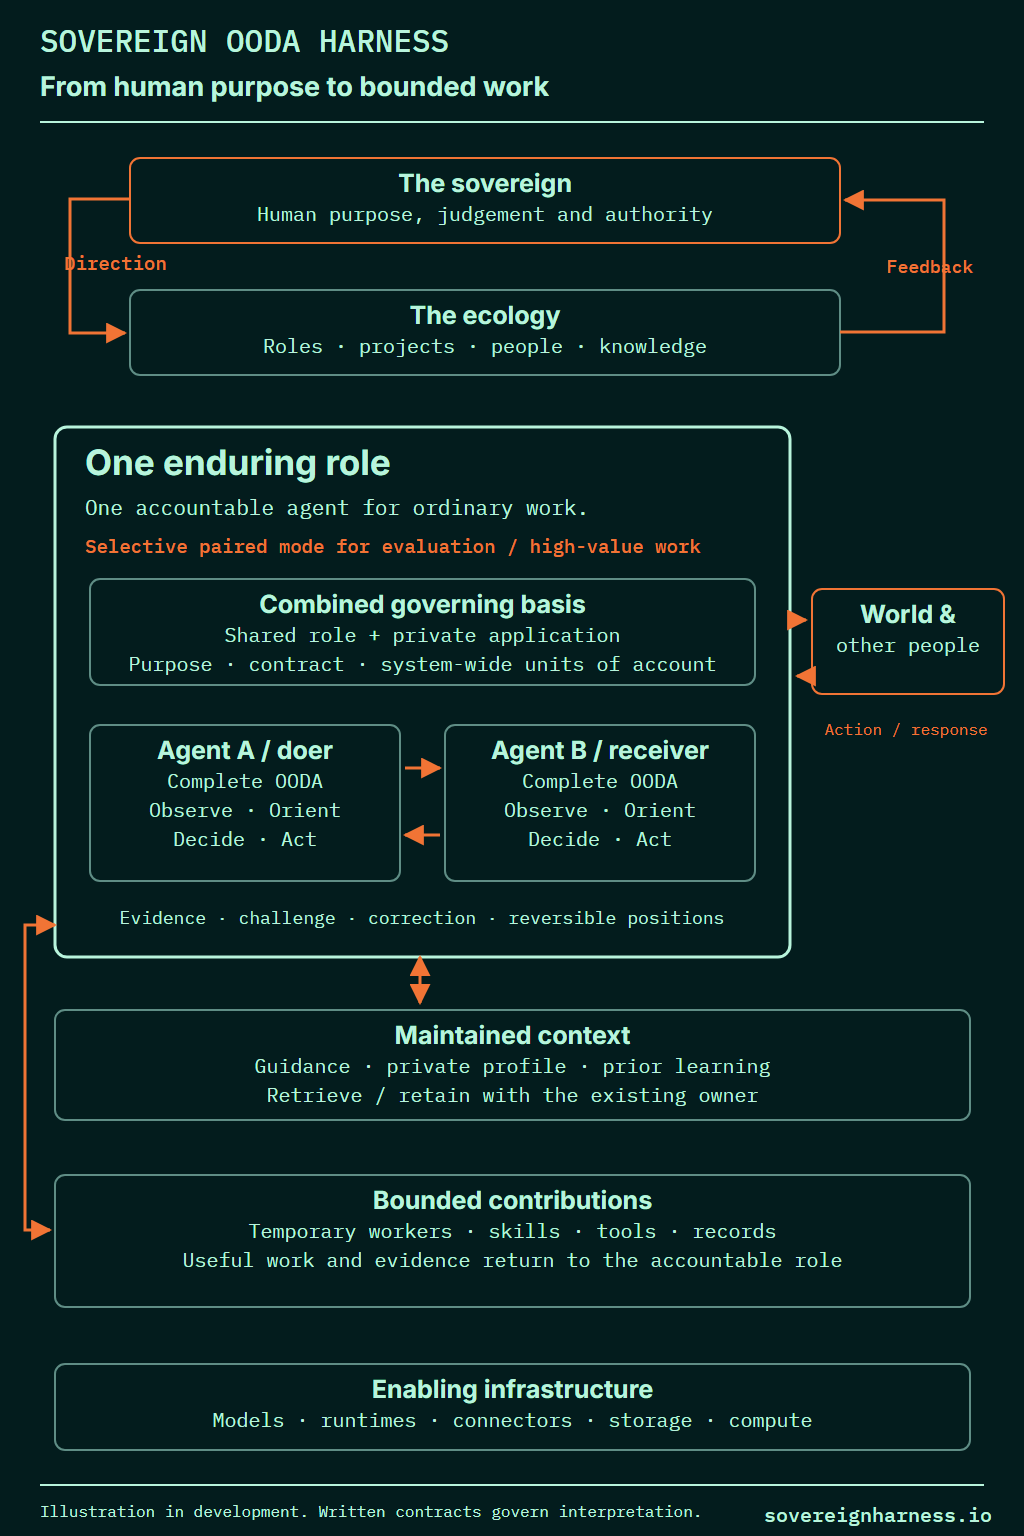 SOVEREIGN OODA HARNESS
From human purpose to bounded work
The sovereign
Human purpose, judgement and authority
Direction
Feedback
The ecology
Roles · projects · people · knowledge
One enduring role
One accountable agent for ordinary work.
Selective paired mode for evaluation / high-value work
Combined governing basis
Shared role + private application
Purpose · contract · system-wide units of account
World &
other people
Action / response
Agent A / doer
Complete OODA
Observe · Orient
Decide · Act
Agent B / receiver
Complete OODA
Observe · Orient
Decide · Act
Evidence · challenge · correction · reversible positions
Maintained context
Guidance · private profile · prior learning
Retrieve / retain with the existing owner
Bounded contributions
Temporary workers · skills · tools · records
Useful work and evidence return to the accountable role
Enabling infrastructure
Models · runtimes · connectors · storage · compute
Illustration in development. Written contracts govern interpretation.
sovereignharness.io